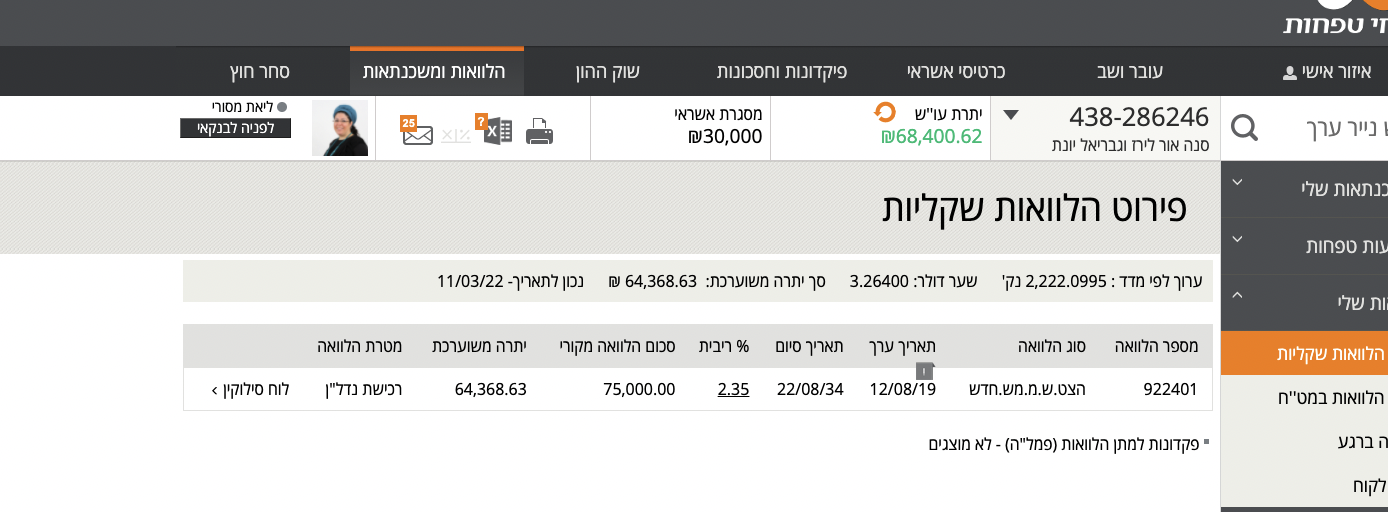 טפחות
איזור אישי
עובר ושב
כרטיסי אשראי
פיקדונות וחסכונות
שוק ההון
הלוואות ומשכנתאות
סחר חוץ
נייר ערך
438-286246
סנה אור לירז וגבריאל יונת
יתרת עו"ש
₪68,400.62
מסגרת אשראי
₪30,000
25
?
X
ליאת מסורי
לפניה לבנקאי
שלי
טפחות
שלי
הלוואות שקליות
הלוואות במט"ח
ברגע
לקוח
פירוט הלוואות שקליות
ערוך לפי מדד : 2,222.0995 נק' שער דולר: 3.26400 סך יתרה משוערכת: 64,368.63 ₪ נכון לתאריך- 11/03/22
מספר הלוואה סוג הלוואה תאריך ערך תאריך סיום % ריבית סכום הלוואה מקורי יתרה משוערכת מטרת הלוואה
922401 הצט.ש.מ.מש.חדש 12/08/19 22/08/34 2.35 75,000.00 64,368.63 רכישת נדל"ן לוח סילוקין ›
פקדונות למתן הלוואות (פמל"ה) - לא מוצגים